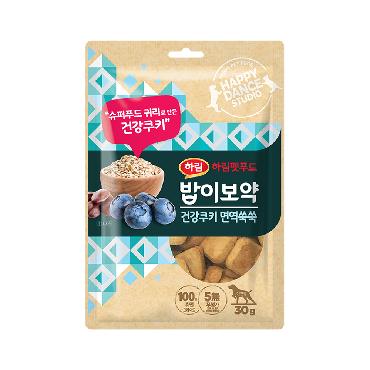 HAPPY
DANCE
STUDIO
"슈퍼푸드 귀리로 만든
건강쿠키"
하림 하림펫푸드
밥이보약
건강쿠키 면역쑥쑥
100%
5無
30g